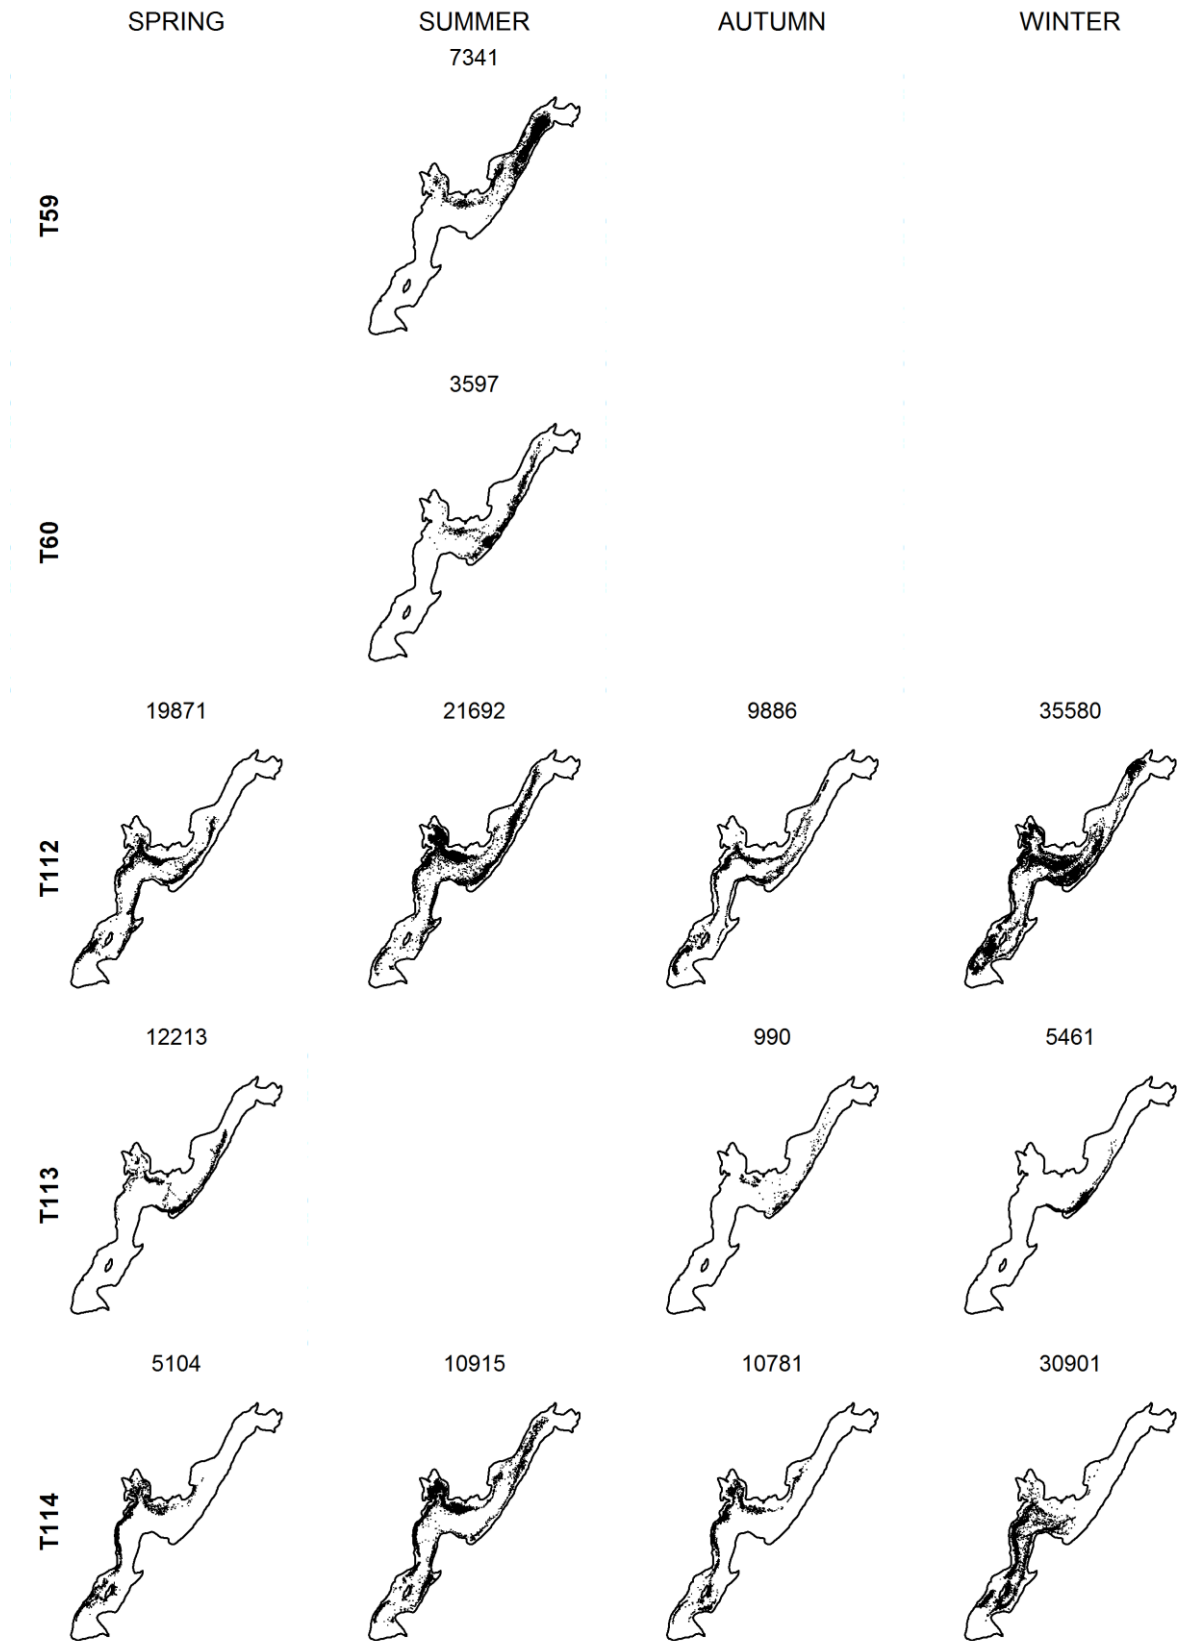 SPRING SUMMER AUTUMN WINTER
7341
T59
3597
T60
19871 21692 9886 35580
T112
12213 990 5461
T113
5104 10915 10781 30901
T114